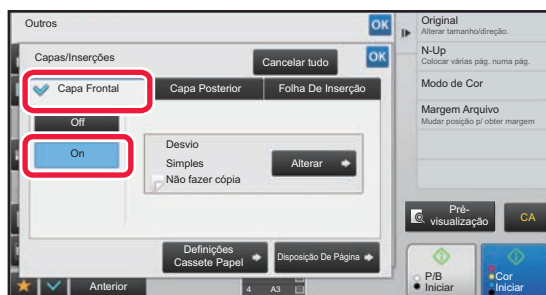 Outros
OK
Capas/Inserções
Cancelar tudo
OK
Capa Frontal
Capa Posterior
Folha De Inserção
Off
On
Desvio
Simples
Não fazer cópia
Alterar
Definições
Cassete Papel
Disposição De Página
Anterior
4
A3
Original
Alterar tamanho/direção.
N-Up
Colocar várias pág. numa pág.
Modo de Cor
Margem Arquivo
Mudar posição p/ obter margem
Pré-
visualização
CA
P/B
Iniciar
Cor
Iniciar